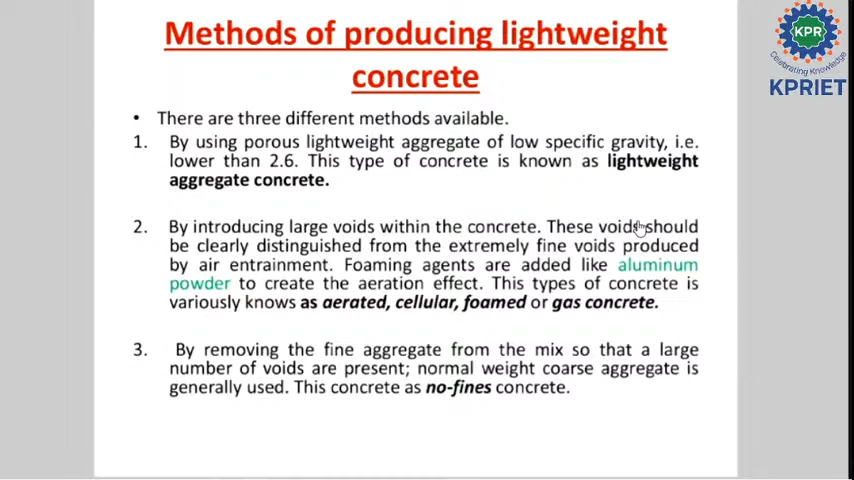 Methods of producing lightweight
concrete
KPR
Celebrating Knowledge
KPRIET
• There are three different methods available.
1. By using porous lightweight aggregate of low specific gravity, i.e.
lower than 2.6. This type of concrete is known as lightweight
aggregate concrete.
2. By introducing large voids within the concrete. These voids should
be clearly distinguished from the extremely fine voids produced
by air entrainment. Foaming agents are added like aluminum
powder to create the aeration effect. This types of concrete is
variously knows as aerated, cellular, foamed or gas concrete.
3. By removing the fine aggregate from the mix so that a large
number of voids are present; normal weight coarse aggregate is
generally used. This concrete as no-fines concrete.